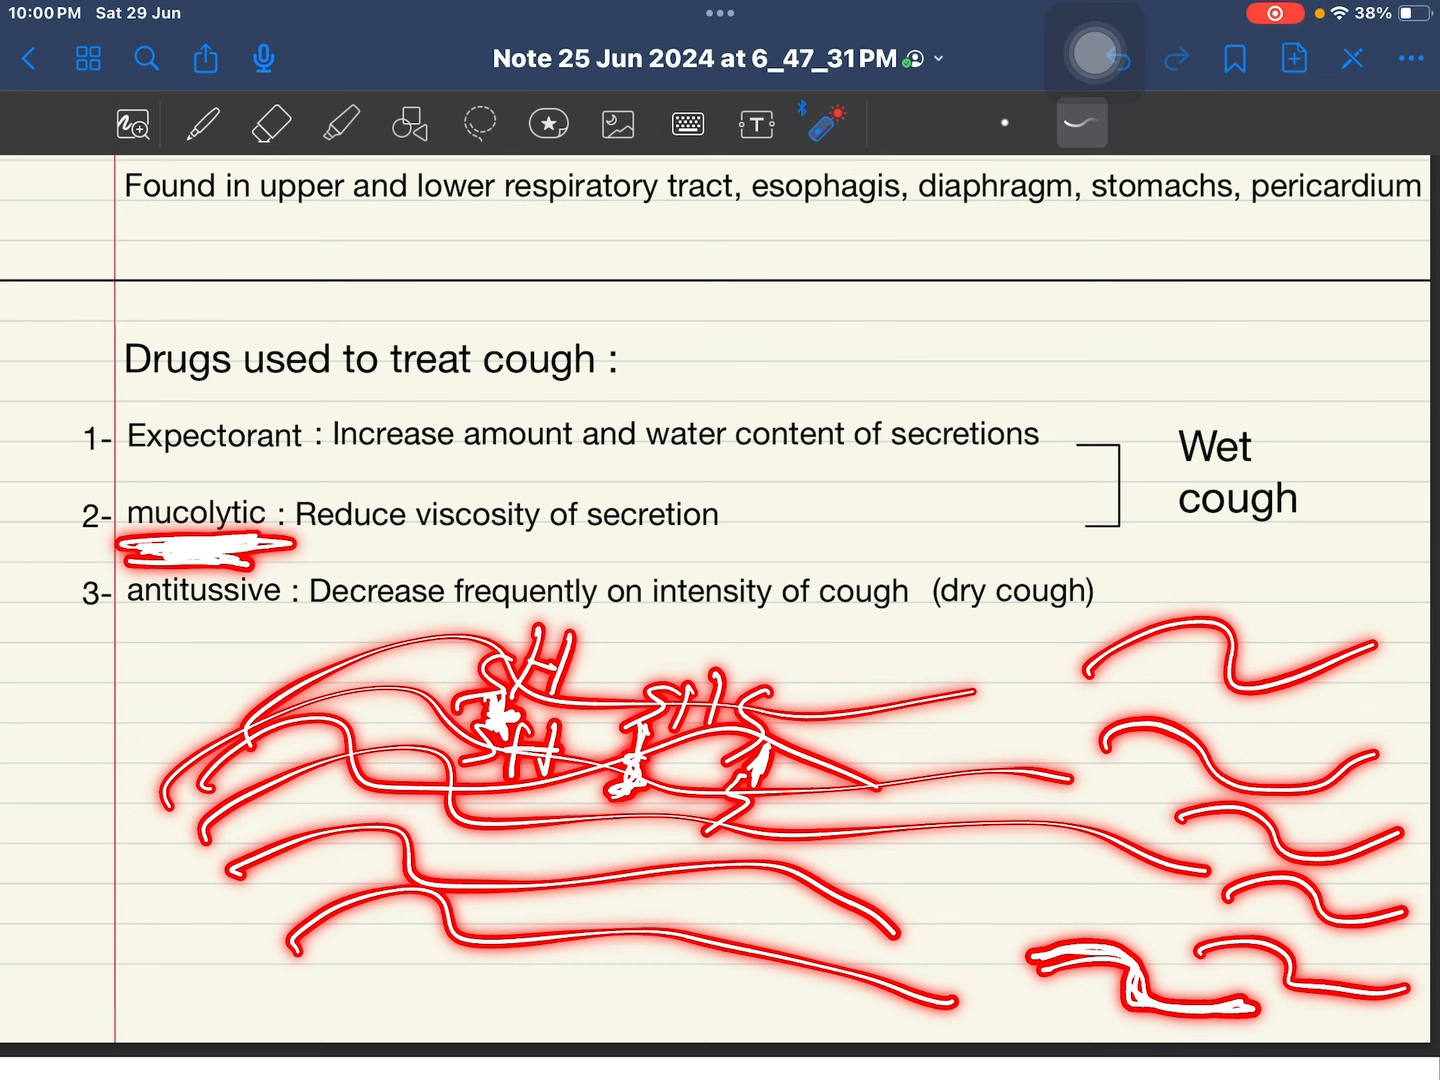 10:00 PM Sat 29 Jun
38%
Note 25 Jun 2024 at 6_47_31 PM
Found in upper and lower respiratory tract, esophagis, diaphragm, stomachs, pericardium
Drugs used to treat cough :
1- Expectorant : Increase amount and water content of secretions
Wet
cough
2- mucolytic : Reduce viscosity of secretion
3- antitussive : Decrease frequently on intensity of cough (dry cough)